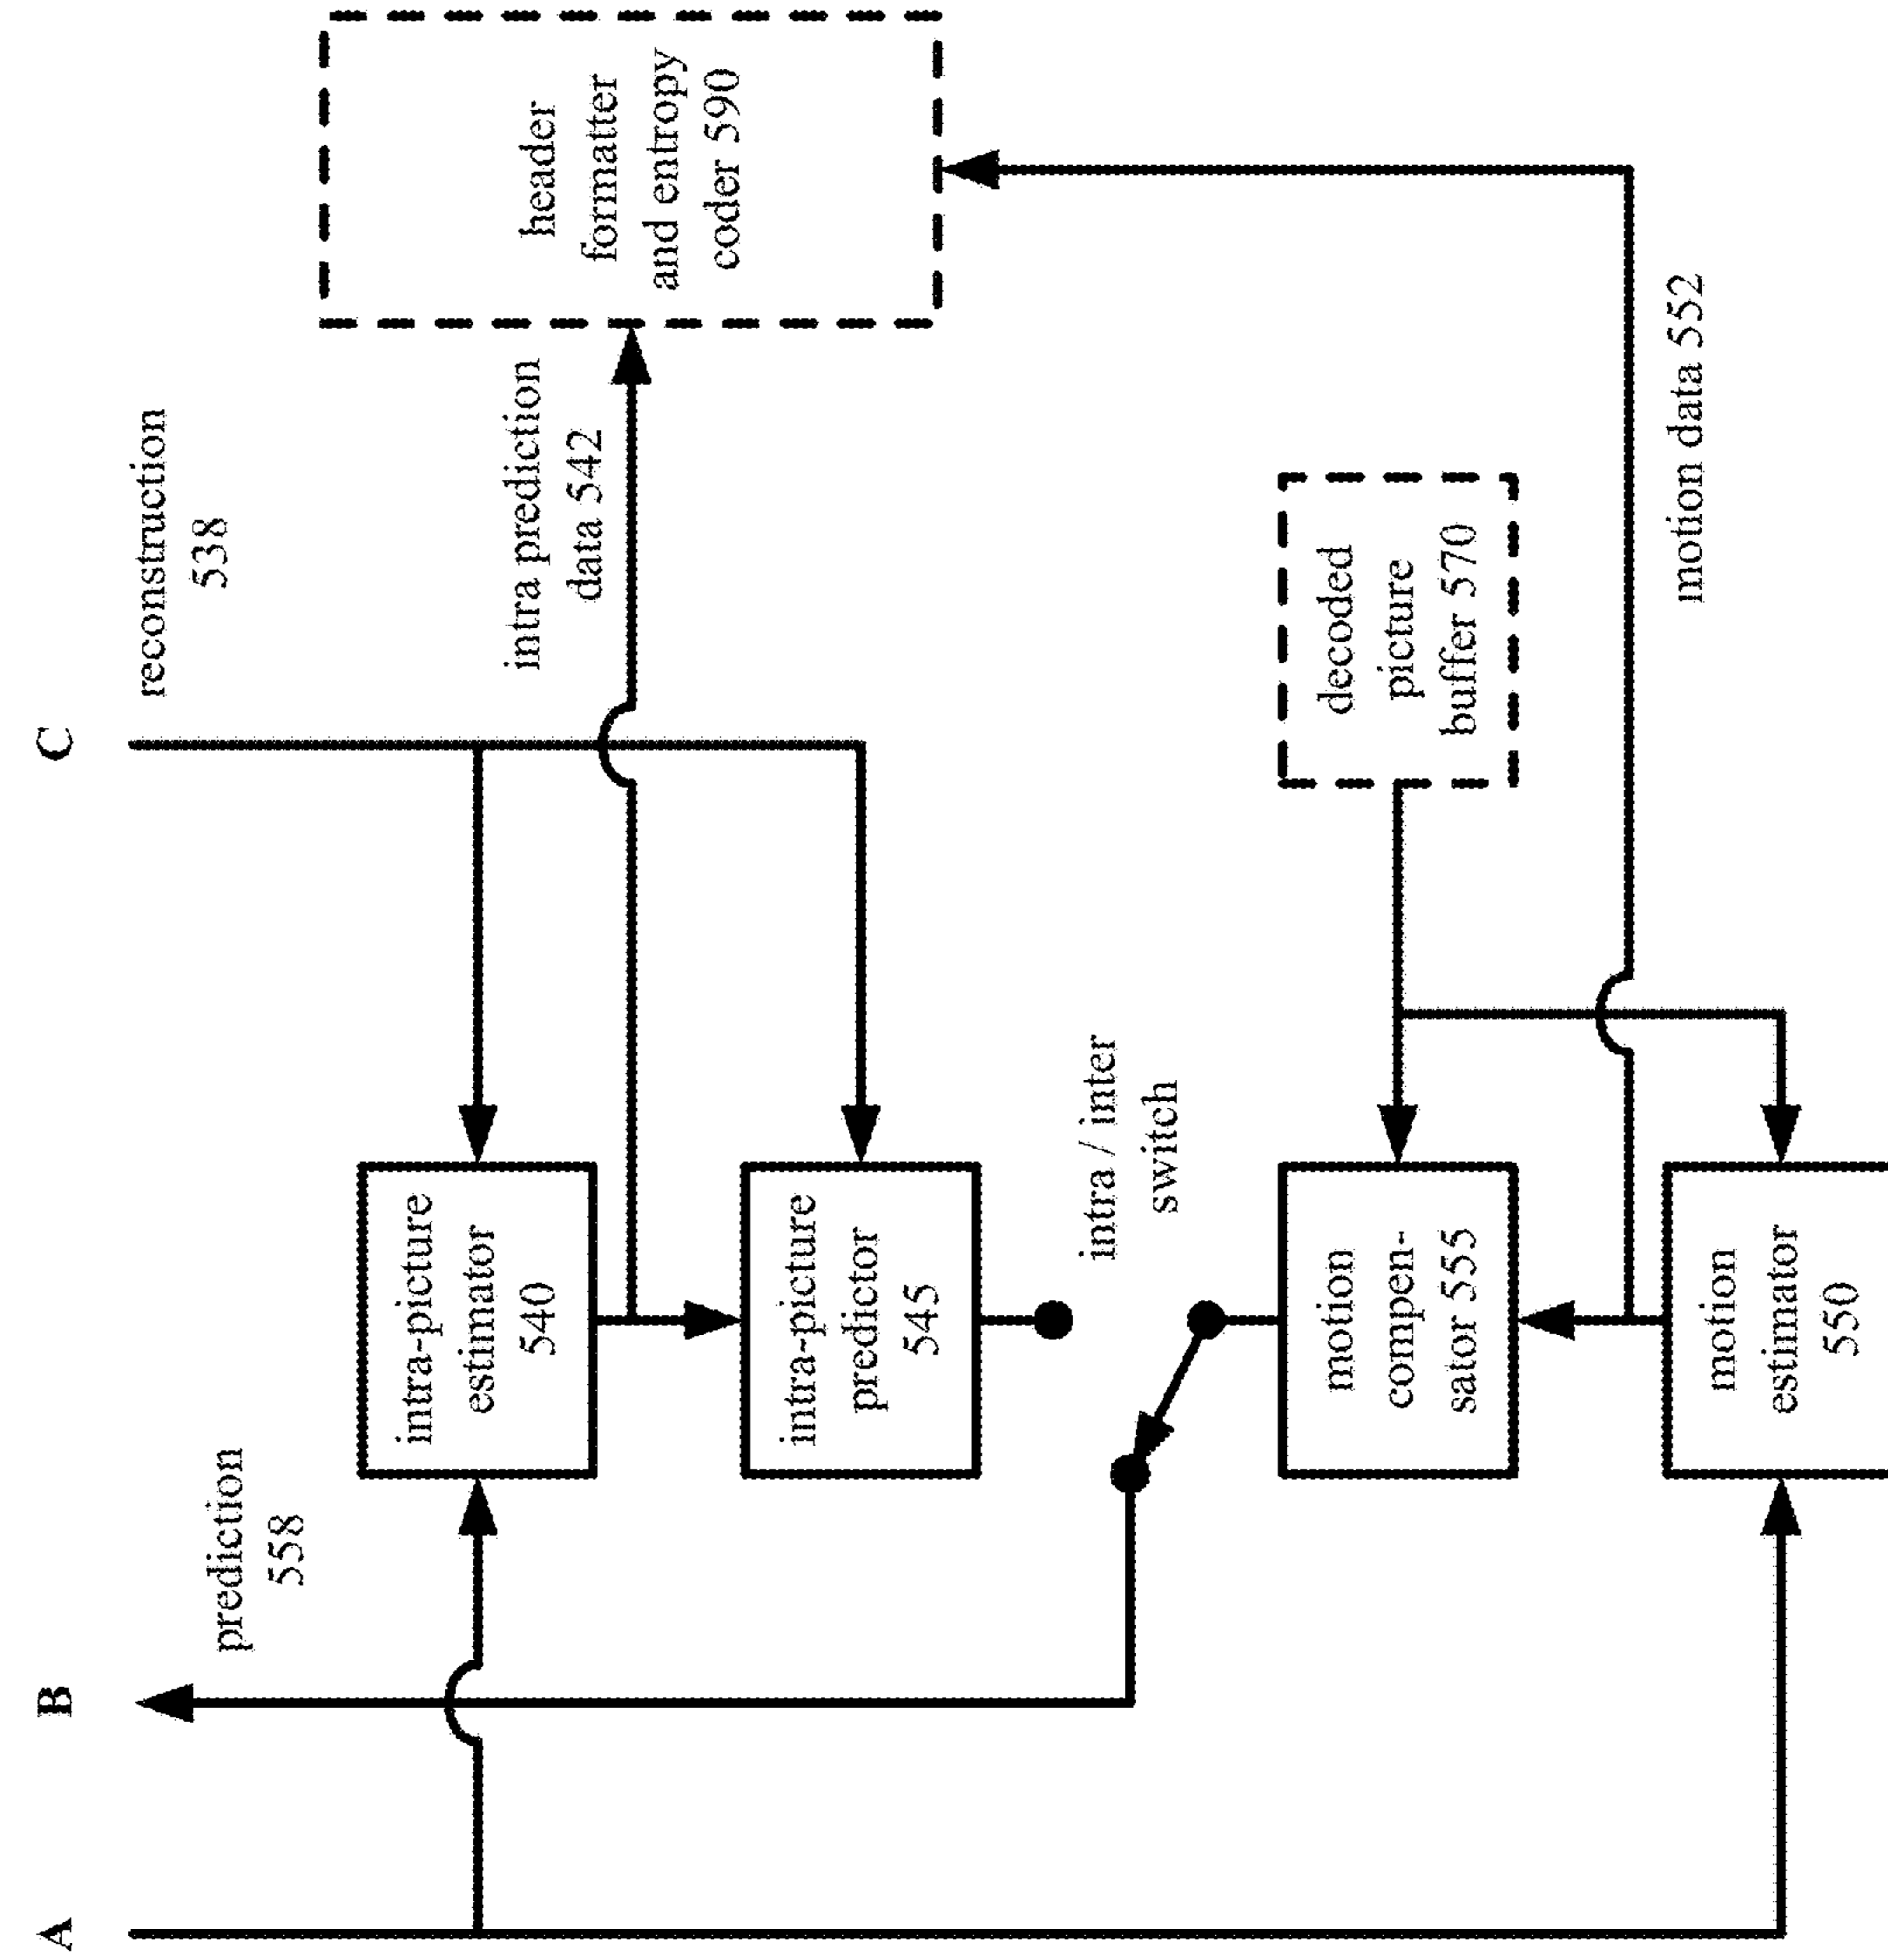 A
B
C
prediction
558
reconstruction
538
intra-picture
estimator
540
intra prediction
data 542
header
formatter
and entropy
coder 590
intra-picture
predictor
545
intra / inter
switch
motion
compen-
sator 555
decoded
picture
buffer 570
motion data 552
motion
estimator
550